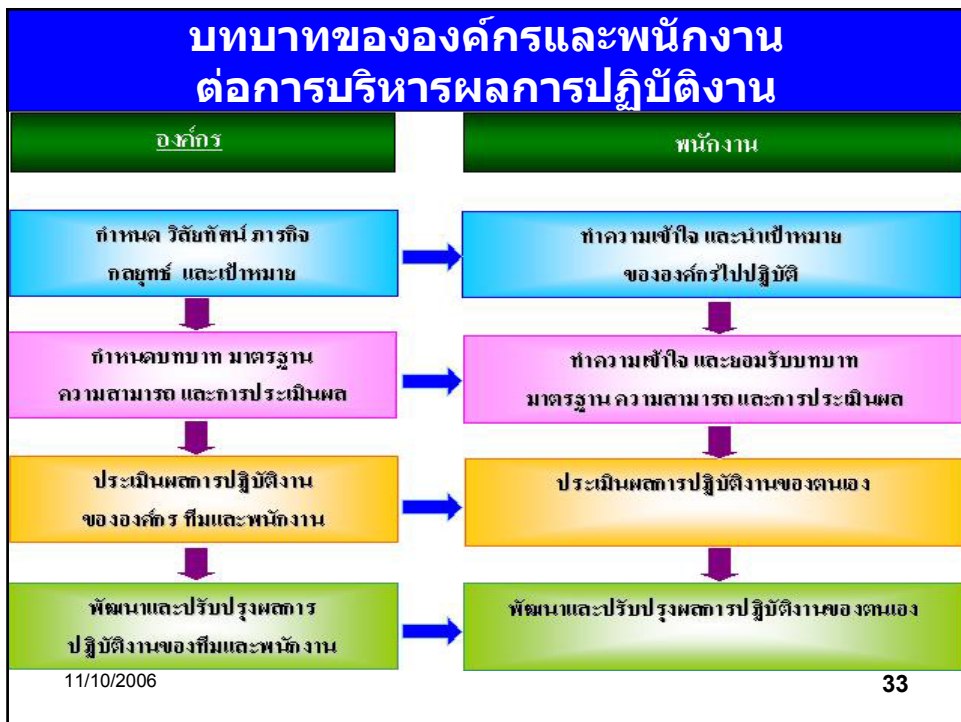 บทบาทขององค์กรและพนักงาน
ต่อการบริหารผลการปฏิบัติงาน
องค์กร
พนักงาน
กำหนด วิสัยทัศน์ ภารกิจ
กลยุทธ์ และเป้าหมาย
ทำความเข้าใจ และนำเป้าหมาย
ขององค์กรไปปฏิบัติ
กำหนดบทบาท มาตรฐาน
ความสามารถ และการประเมินผล
ทำความเข้าใจ และยอมรับบทบาท
มาตรฐาน ความสามารถ และการประเมินผล
ประเมินผลการปฏิบัติงาน
ขององค์กร ทีมและพนักงาน
ประเมินผลการปฏิบัติงานของตนเอง
พัฒนาและปรับปรุงผลการ
ปฏิบัติงานของทีมและพนักงาน
พัฒนาและปรับปรุงผลการปฏิบัติงานของตนเอง
11/10/2006
33